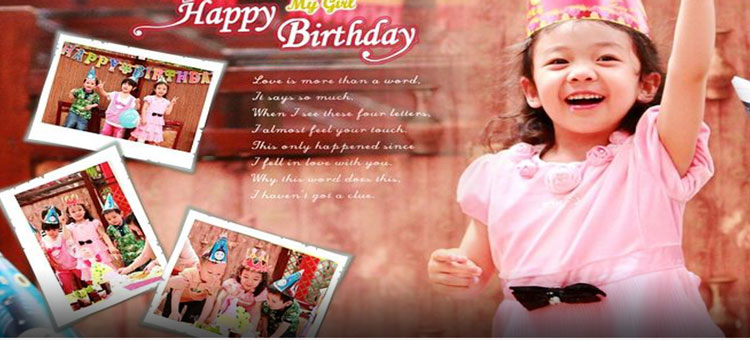 My Girl
Happy
Birthday
HAPPY BIRTHDA
Love is more than a word,
It says so much.
When I see these four letters,
I almost feel your touch.
This only happened since
I fell in love with you.
Why this word does this,
I haven't got a clue.